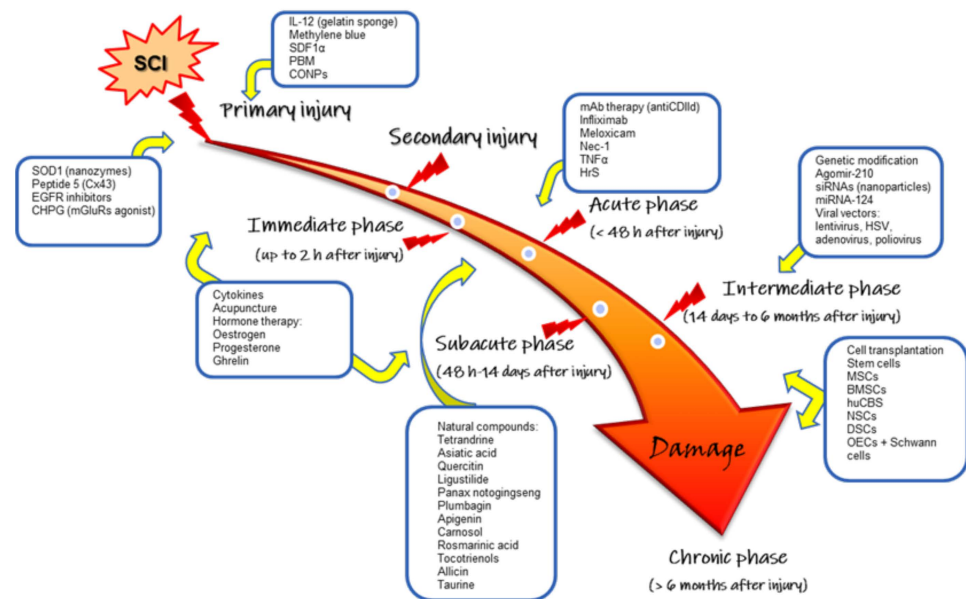 SCI
IL-12 (gelatin sponge)
Methylene blue
SDF1α
PBM
CONPs
Primary injury
SOD1 (nanozymes)
Peptide 5 (Cx43)
EGFR inhibitors
CHPG (mGluRs agonist)
Secondary injury
mAb therapy (antiCDIId)
Infliximab
Meloxicam
Nec-1
TNFα
HrS
Immediate phase
(up to 2 h after injury)
Acute phase
(< 48 h after injury)
Genetic modification
Agomir-210
siRNAs (nanoparticles)
miRNA-124
Viral vectors:
lentivirus, HSV,
adenovirus, poliovirus
Cytokines
Acupuncture
Hormone therapy:
Oestrogen
Progesterone
Ghrelin
Subacute phase
(48 h-14 days after injury)
Intermediate phase
(14 days to 6 months after injury)
Natural compounds:
Tetrandrine
Asiatic acid
Quercitin
Ligustilide
Panax notogingseng
Plumbagin
Apigenin
Carnosol
Rosmarinic acid
Tocotrienols
Allicin
Taurine
Cell transplantation
Stem cells
MSCs
BMSCs
huCBS
NSCs
DSCs
OECs + Schwann
cells
Damage
Chronic phase
(> 6 months after injury)